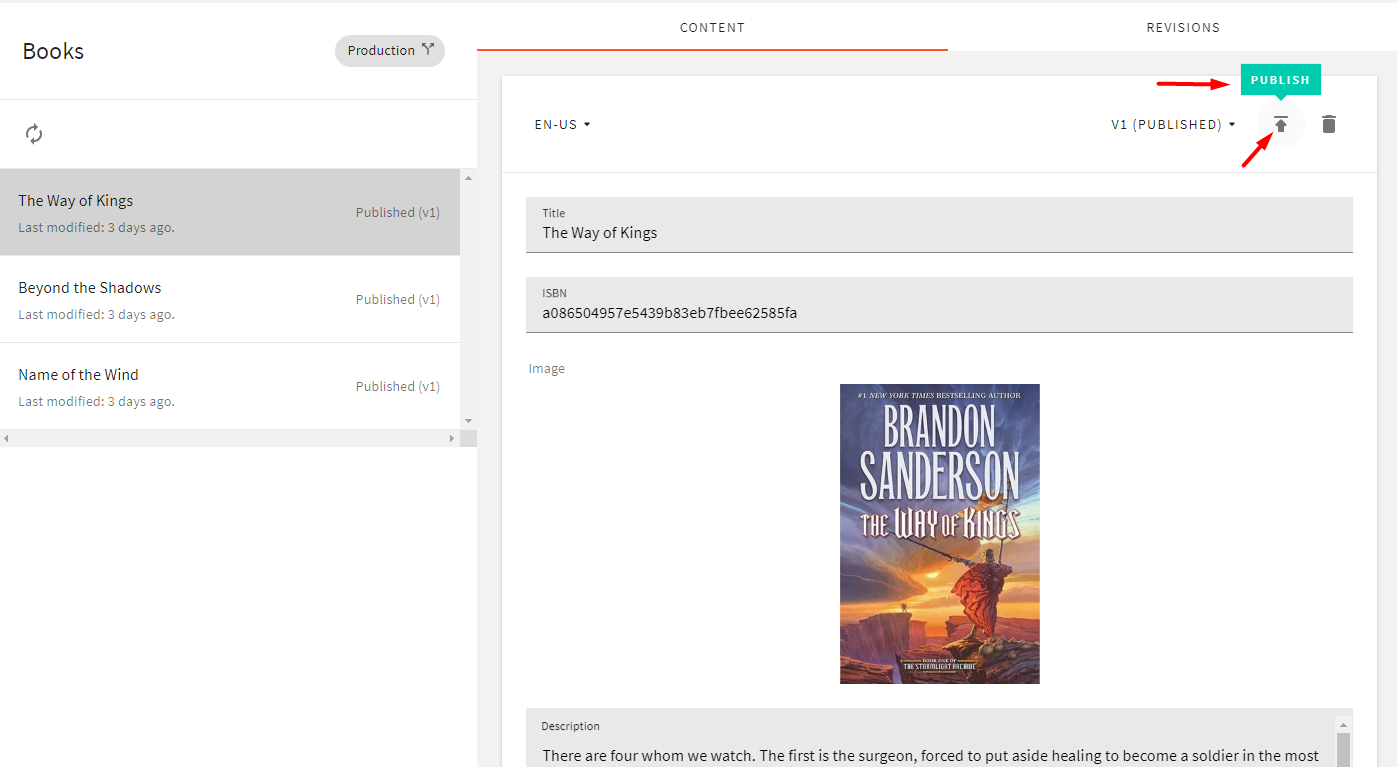 Books
Production
The Way of Kings
Last modified: 3 days ago.
Published (v1)
Beyond the Shadows
Last modified: 3 days ago.
Published (v1)
Name of the Wind
Last modified: 3 days ago.
Published (v1)
CONTENT
REVISIONS
PUBLISH
EN-US
V1 (PUBLISHED)
Title
The Way of Kings
ISBN
a086504957e5439b83eb7fbee62585fa
Image
#1 NEW YORK TIMES BESTSELLING AUTHOR
BRANDON
SANDERSON
THE WAY OF KINGS
BOOK ONE OF
THE STORMLIGHT ARCHIVE
Description
There are four whom we watch. The first is the surgeon, forced to put aside healing to become a soldier in the most